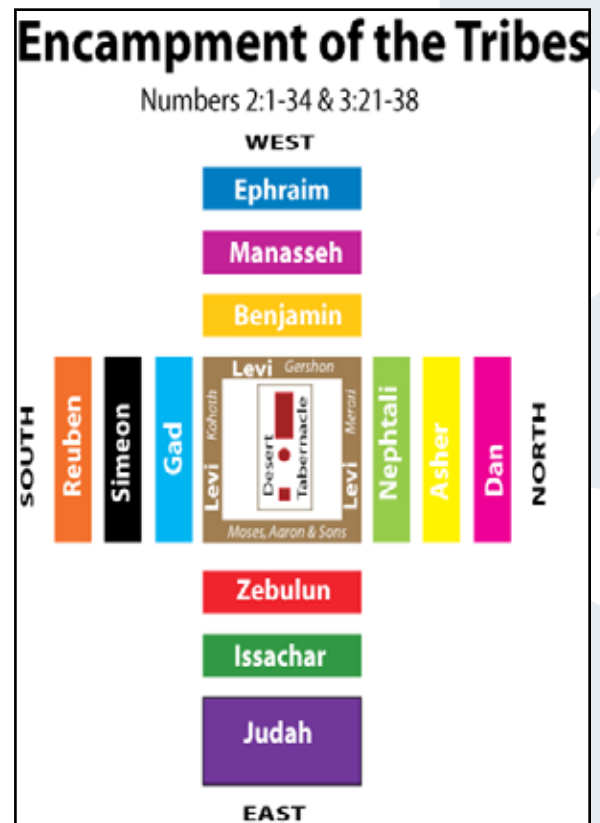 Encampment of the Tribes
Numbers 2:1-34 & 3:21-38
WEST
Ephraim
Manasseh
Benjamin
SOUTH
Reuben
Simeon
Gad
Levi Gershon
Levi Kohath
Desert
Tabernacle
Levi Merari
Moses, Aaron & Sons
Nephtali
Asher
Dan
NORTH
Zebulun
Issachar
Judah
EAST